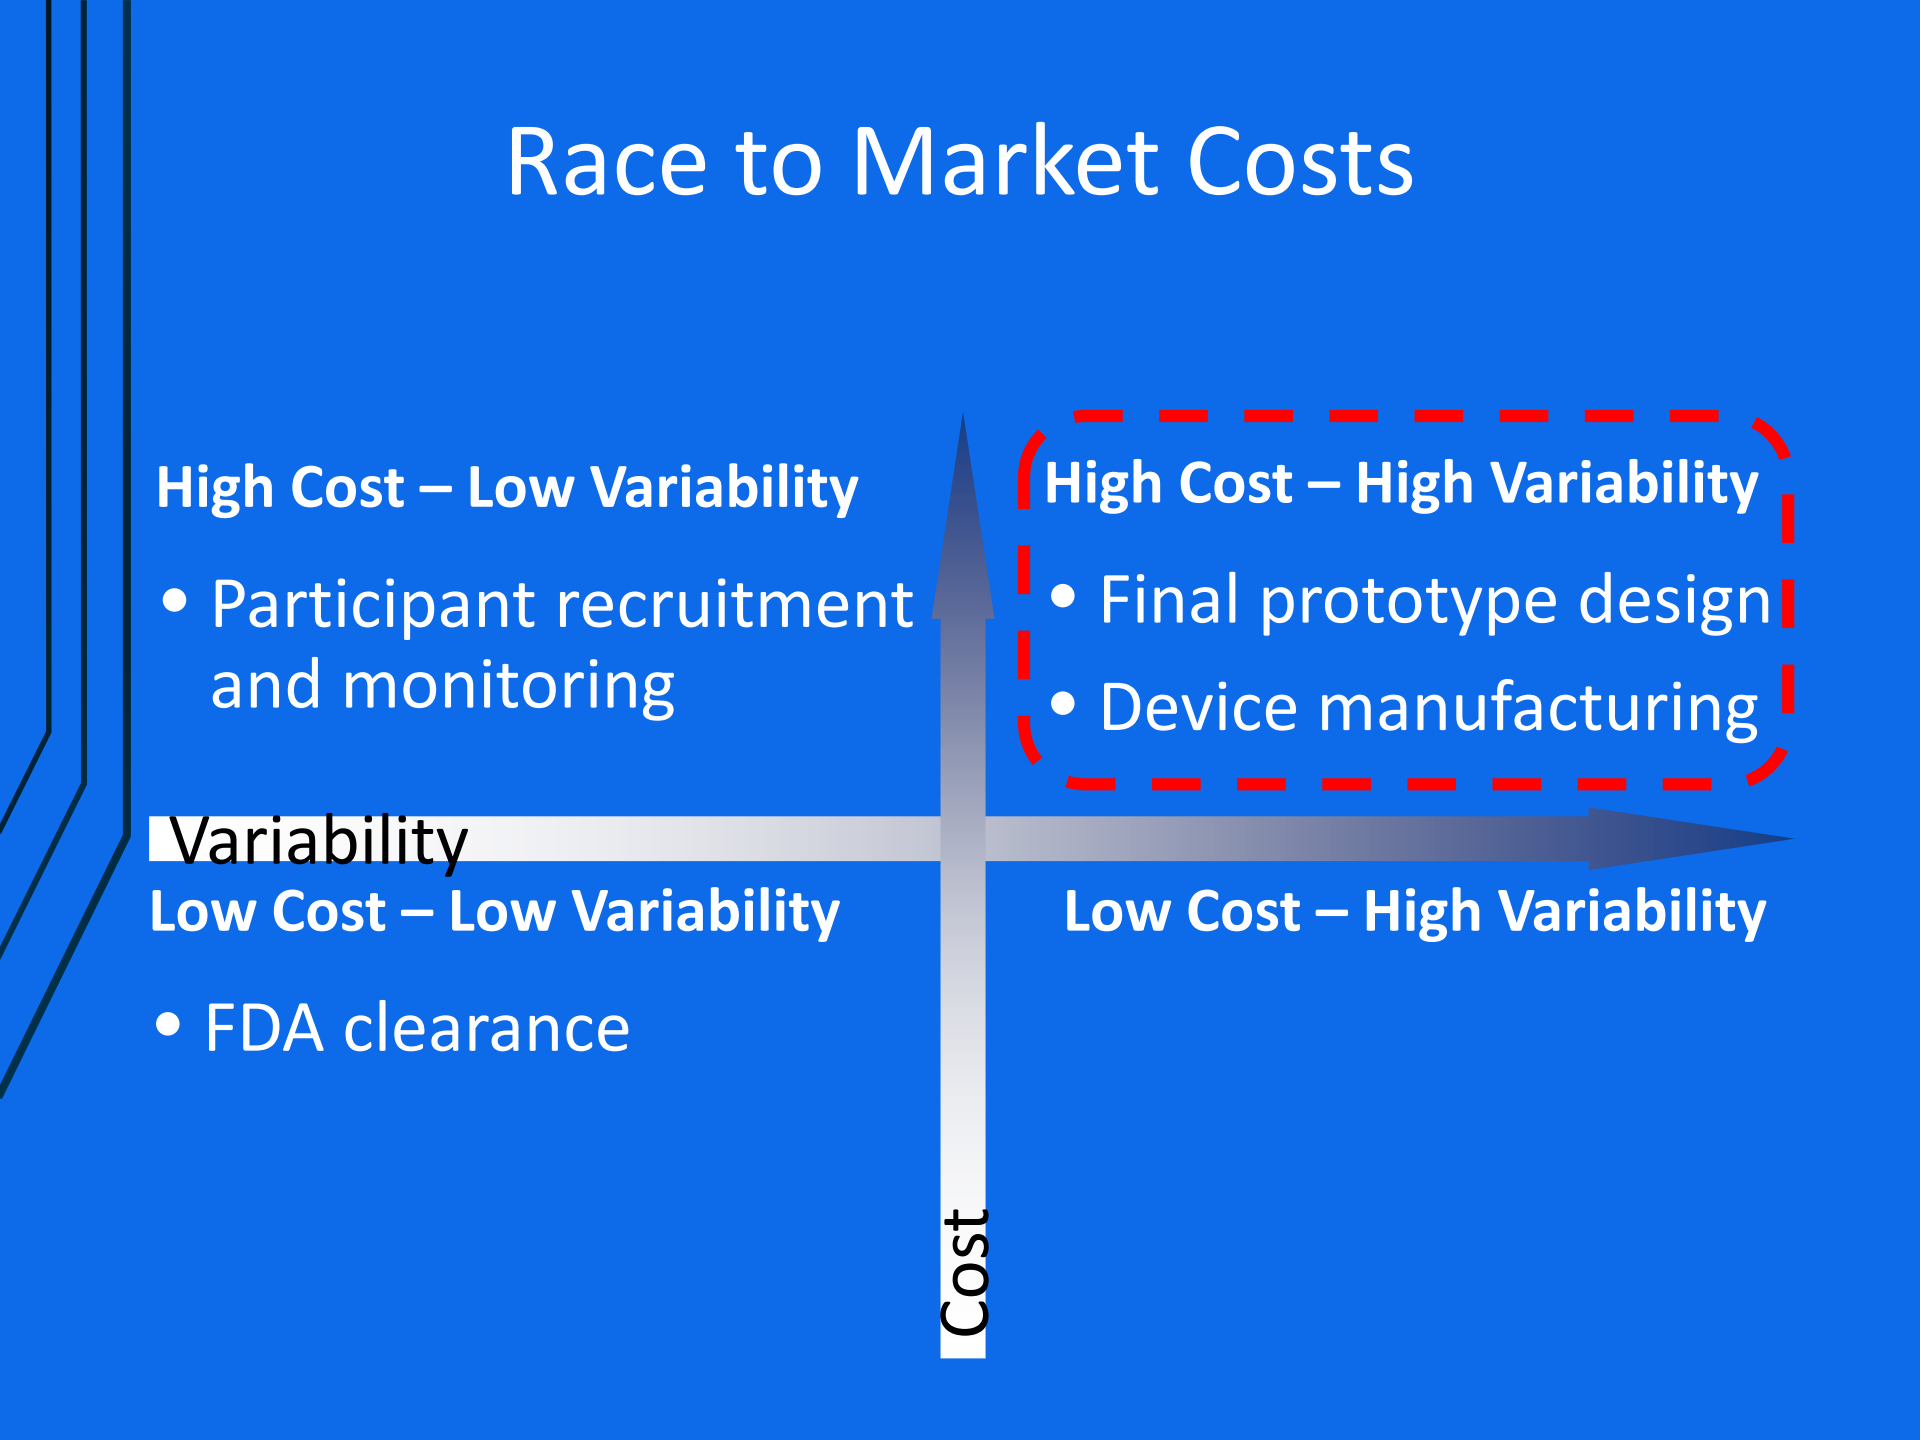 Race to Market Costs
High Cost – Low Variability
• Participant recruitment
and monitoring
High Cost – High Variability
• Final prototype design
• Device manufacturing
Variability
Low Cost – Low Variability
• FDA clearance
Low Cost – High Variability
Cost